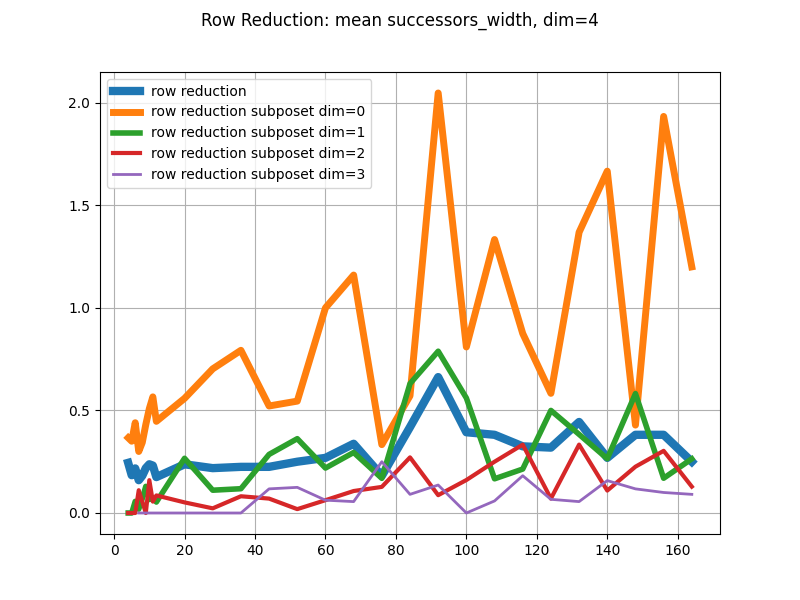 Row Reduction: mean successors_width, dim=4
row reduction
row reduction subposet dim=0
row reduction subposet dim=1
row reduction subposet dim=2
row reduction subposet dim=3
2.0
1.5
1.0
0.5
0.0
0 20 40 60 80 100 120 140 160